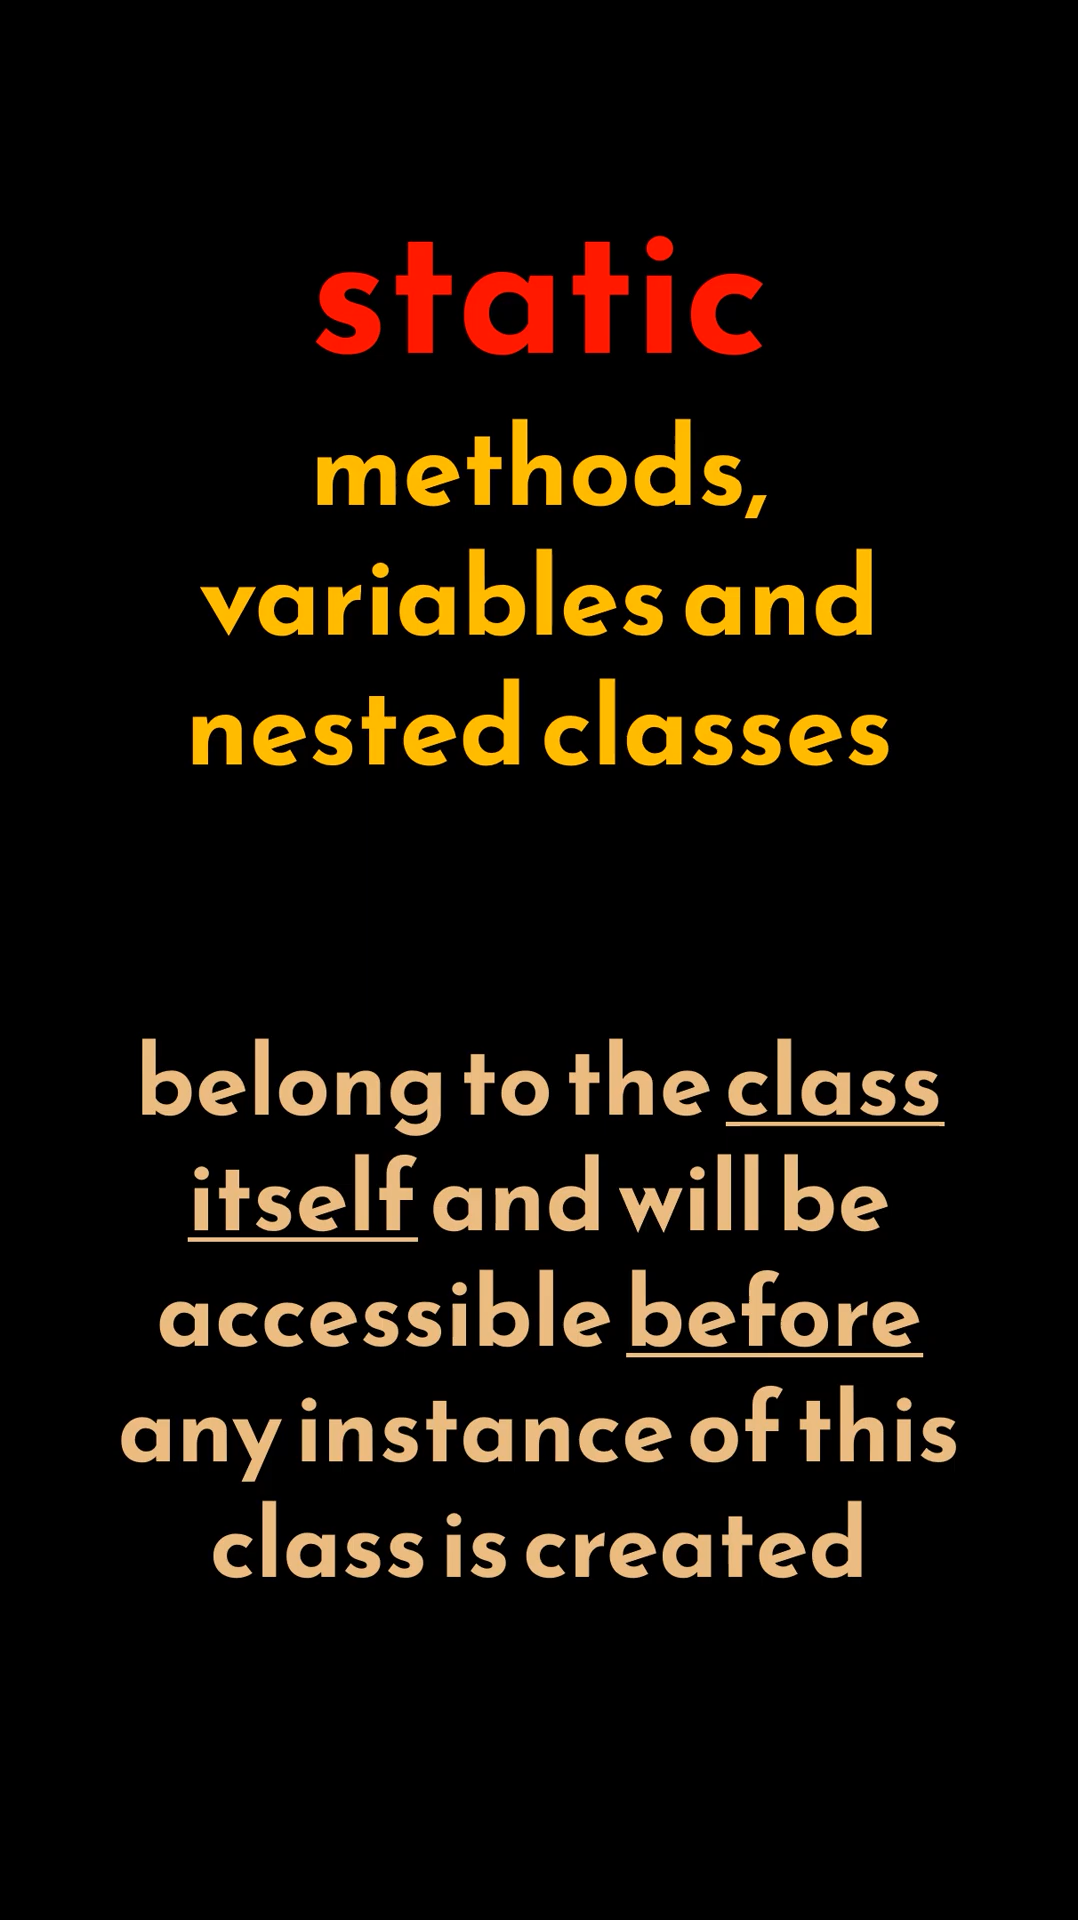 static
methods,
variables and
nested classes
belong to the class
itself and will be
accessible before
any instance of this
class is created